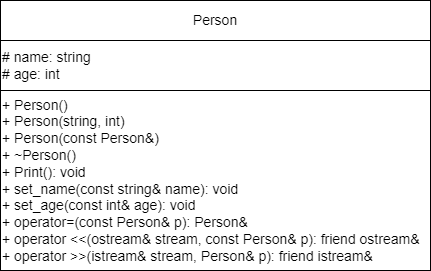 Person
# name: string
# age: int
+ Person()
+ Person(string, int)
+ Person(const Person&)
+ ~Person()
+ Print(): void
+ set_name(const string& name): void
+ set_age(const int& age): void
+ operator=(const Person& p): Person&
+ operator <<(ostream& stream, const Person& p): friend ostream&
+ operator >>(istream& stream, Person& p): friend istream&